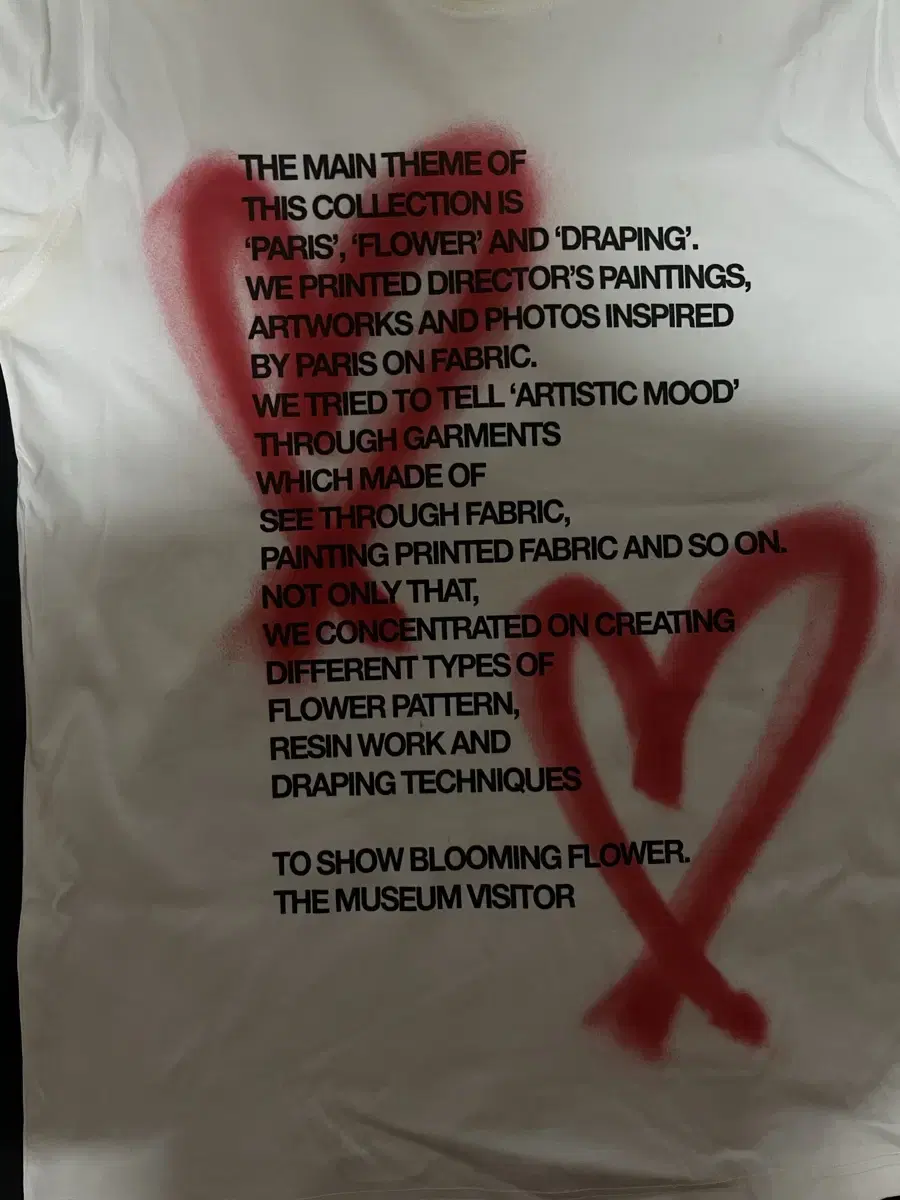 THE MAIN THEME OF
THIS COLLECTION IS
‘PARIS’, ‘FLOWER’ AND ‘DRAPING’.
WE PRINTED DIRECTOR’S PAINTINGS,
ARTWORKS AND PHOTOS INSPIRED
BY PARIS ON FABRIC.
WE TRIED TO TELL ‘ARTISTIC MOOD’
THROUGH GARMENTS
WHICH MADE OF
SEE THROUGH FABRIC,
PAINTING PRINTED FABRIC AND SO ON.
NOT ONLY THAT,
WE CONCENTRATED ON CREATING
DIFFERENT TYPES OF
FLOWER PATTERN,
RESIN WORK AND
DRAPING TECHNIQUES
TO SHOW BLOOMING FLOWER.
THE MUSEUM VISITOR